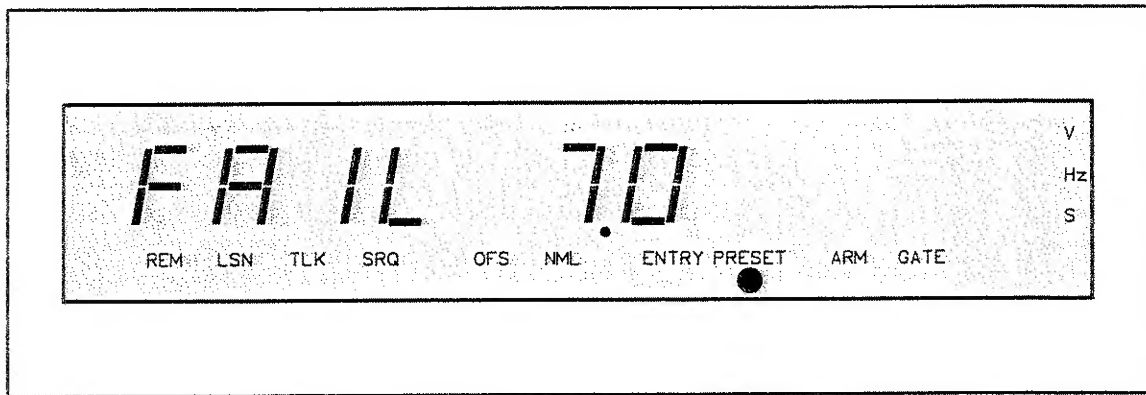 FAIL 7.0
V
Hz
S
REM LSN TLK SRQ OFS NML ENTRY PRESET ARM GATE